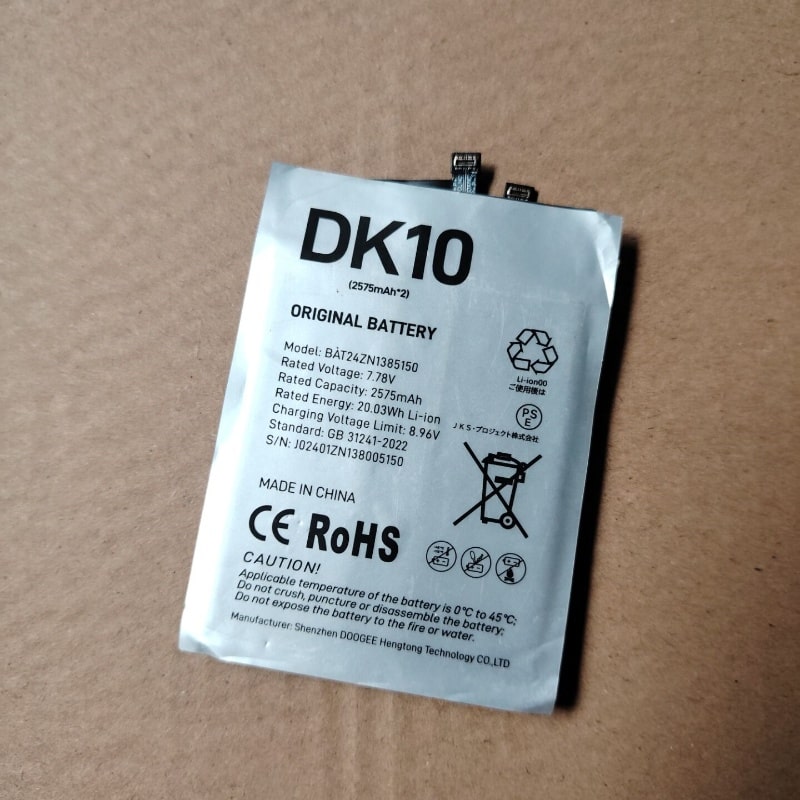 DK10
(2575mAh*2)
ORIGINAL BATTERY
Model: BAT24ZN1385150
Rated Voltage: 7.78V
Rated Capacity: 2575mAh
Rated Energy: 20.03Wh Li-ion
Charging Voltage Limit: 8.96V
Standard: GB 31241-2022
S/N: J02401ZN138005150
Li-ion00
ご使用後は
PS
E
JKS・プロジェクト株式会社
MADE IN CHINA
CE RoHS
CAUTION!
Applicable temperature of the battery is 0°C to 45°C;
Do not crush, puncture or disassemble the battery;
Do not expose the battery to the fire or water.
Manufacturer: Shenzhen DOOGEE Hengtong Technology CO.,LTD